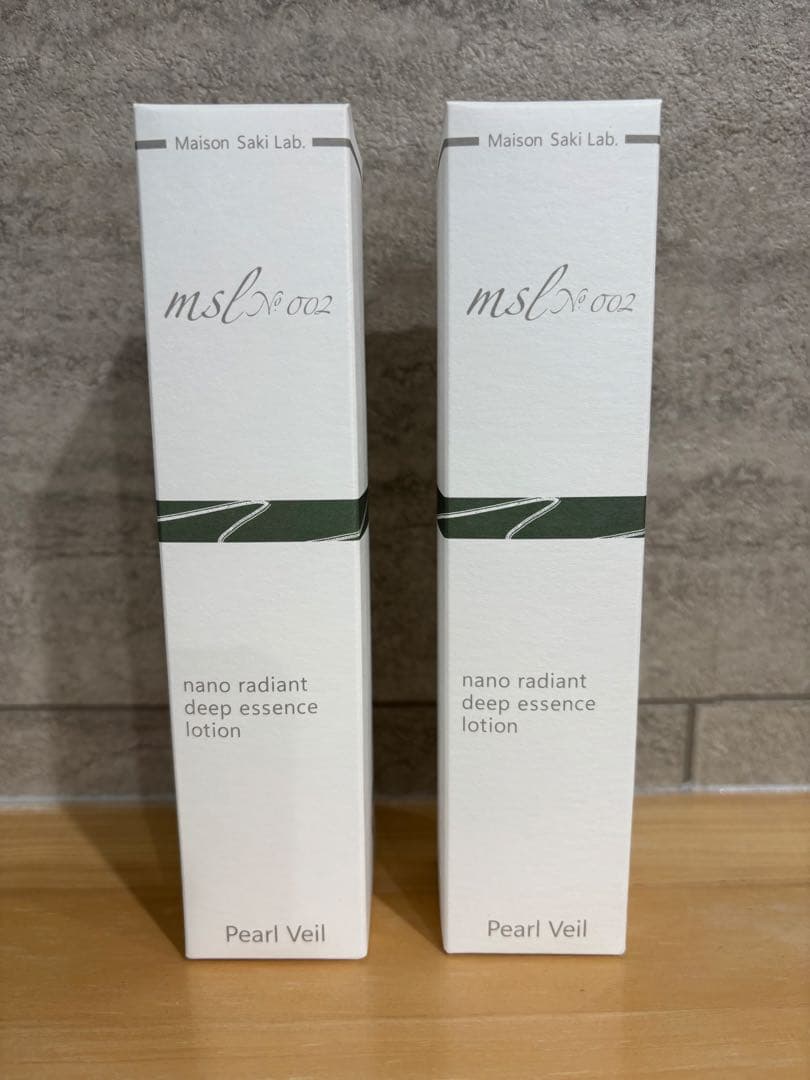 Maison Saki Lab.
msl № 002
nano radiant
deep essence
lotion
Pearl Veil
Maison Saki Lab.
msl № 002
nano radiant
deep essence
lotion
Pearl Veil